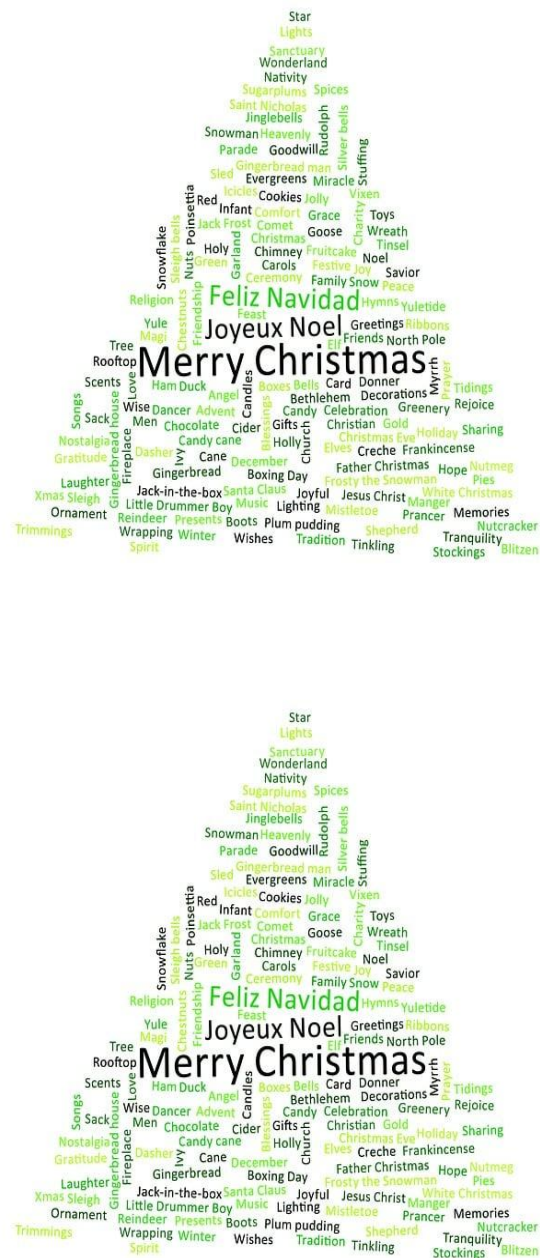 Star
Lights
Sanctuary
Wonderland
Nativity
Sugarplums Spices
Saint Nicholas
Jinglebells Rudolph Silver bells
Snowman Heavenly
Parade Goodwill Stuffing
Gingerbread man
Sled Evergreens Miracle Vixen
Icicles Cookies Jolly
Snowflake Sleigh bells Poinsettia Red Infant Comfort Grace Charity Toys
Jack Frost Comet Goose Wreath
Nuts Holy Garland Christmas Chimney Fruitcake Tinsel
Green Carols Festive Joy Noel
Ceremony Family Snow Peace Savior
Religion Chestnuts Friendship Feliz Navidad Hymns Yuletide
Feast
Yule Joyeux Noel Greetings Ribbons
Magi Elf Friends North Pole
Tree
Rooftop Merry Christmas Myrrh Prayer
Scents Love Ham Duck Candles Boxes Bells Card Donner Tidings
Songs Gingerbread house Angel Bethlehem Decorations
Wise Dancer Advent Blessings Candy Celebration Greenery Rejoice
Sack Men Chocolate Cider Gifts Church Christian Gold
Nostalgia Fireplace Candy cane Holly Christmas Eve Holiday Sharing
Gratitude Dasher Ivy Cane December Elves Creche Frankincense
Gingerbread Boxing Day Father Christmas Hope Nutmeg
Laughter Frosty the Snowman Pies
Xmas Sleigh Jack-in-the-box Santa Claus Joyful Jesus Christ White Christmas
Ornament Little Drummer Boy Music Lighting Mistletoe Manger
Reindeer Presents Boots Plum pudding Prancer Memories
Trimmings Wrapping Winter Wishes Shepherd Nutcracker
Spirit Tradition Tinkling Tranquility
Stockings Blitzen
Star
Lights
Sanctuary
Wonderland
Nativity
Sugarplums Spices
Saint Nicholas
Jinglebells Rudolph Silver bells
Snowman Heavenly
Parade Goodwill Stuffing
Gingerbread man
Sled Evergreens Miracle Vixen
Icicles Cookies Jolly
Snowflake Sleigh bells Poinsettia Red Infant Comfort Grace Charity Toys
Jack Frost Comet Goose Wreath
Nuts Holy Garland Christmas Chimney Fruitcake Tinsel
Green Carols Festive Joy Noel
Ceremony Family Snow Peace Savior
Religion Chestnuts Friendship Feliz Navidad Hymns Yuletide
Feast
Yule Joyeux Noel Greetings Ribbons
Magi Elf Friends North Pole
Tree
Rooftop Merry Christmas Myrrh Prayer
Scents Love Ham Duck Candles Boxes Bells Card Donner Tidings
Songs Gingerbread house Angel Bethlehem Decorations
Wise Dancer Advent Blessings Candy Celebration Greenery Rejoice
Sack Men Chocolate Cider Gifts Church Christian Gold
Nostalgia Fireplace Candy cane Holly Christmas Eve Holiday Sharing
Gratitude Dasher Ivy Cane December Elves Creche Frankincense
Gingerbread Boxing Day Father Christmas Hope Nutmeg
Laughter Frosty the Snowman Pies
Xmas Sleigh Jack-in-the-box Santa Claus Joyful Jesus Christ White Christmas
Ornament Little Drummer Boy Music Lighting Mistletoe Manger
Reindeer Presents Boots Plum pudding Prancer Memories
Trimmings Wrapping Winter Wishes Shepherd Nutcracker
Spirit Tradition Tinkling Tranquility
Stockings Blitzen